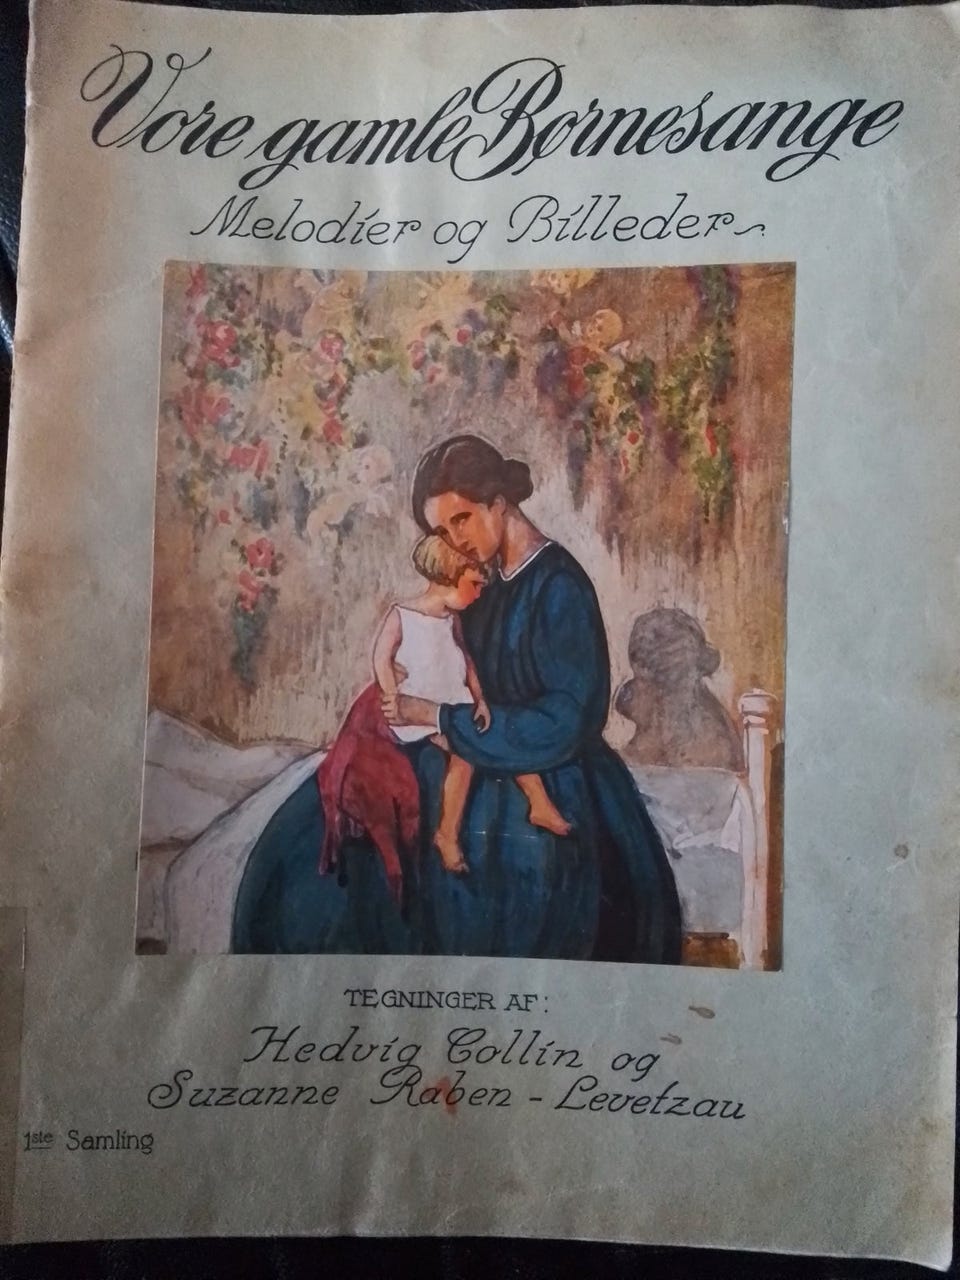 Vore gamle Børnesange
Melodier og Billeder
TEGNINGER AF:
Hedvig Collin og
Suzanne Raben - Levetzau
1ste Samling